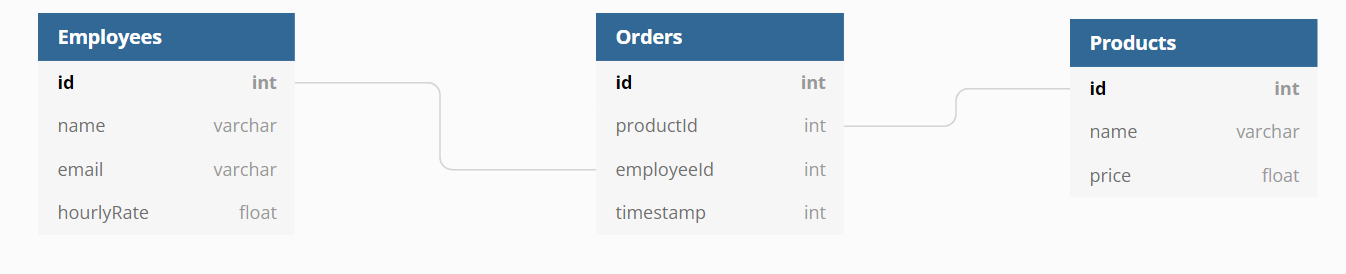 Employees
id int
name varchar
email varchar
hourlyRate float
Orders
id int
productId int
employeeId int
timestamp int
Products
id int
name varchar
price float